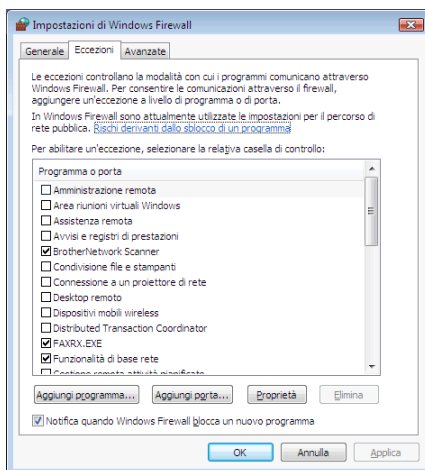 Impostazioni di Windows Firewall
Generale Eccezioni Avanzate
Le eccezioni controllano la modalità con cui i programmi comunicano attraverso
Windows Firewall. Per consentire le comunicazioni attraverso il firewall,
aggiungere un'eccezione a livello di programma o di porta.
In Windows Firewall sono attualmente utilizzate le impostazioni per il percorso di
rete pubblica. Rischi derivanti dallo sblocco di un programma
Per abilitare un'eccezione, selezionare la relativa casella di controllo:
Programma o porta
Amministrazione remota
Area riunioni virtuali Windows
Assistenza remota
Avvisi e registri di prestazioni
BrotherNetwork Scanner
Condivisione file e stampanti
Connessione a un proiettore di rete
Desktop remoto
Dispositivi mobili wireless
Distributed Transaction Coordinator
FAXRX.EXE
Funzionalità di base rete
Gestione remota attività pianificate
Aggiungi programma... Aggiungi porta... Proprietà Elimina
Notifica quando Windows Firewall blocca un nuovo programma
OK Annulla Applica